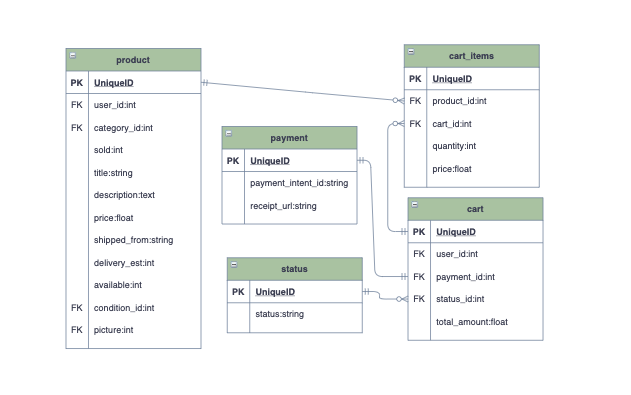 product
PK UniqueID
FK user_id:int
FK category_id:int
sold:int
title:string
description:text
price:float
shipped_from:string
delivery_est:int
available:int
FK condition_id:int
FK picture:int
payment
PK UniqueID
payment_intent_id:string
receipt_url:string
status
PK UniqueID
status:string
cart_items
PK UniqueID
FK product_id:int
FK cart_id:int
quantity:int
price:float
cart
PK UniqueID
FK user_id:int
FK payment_id:int
FK status_id:int
total_amount:float